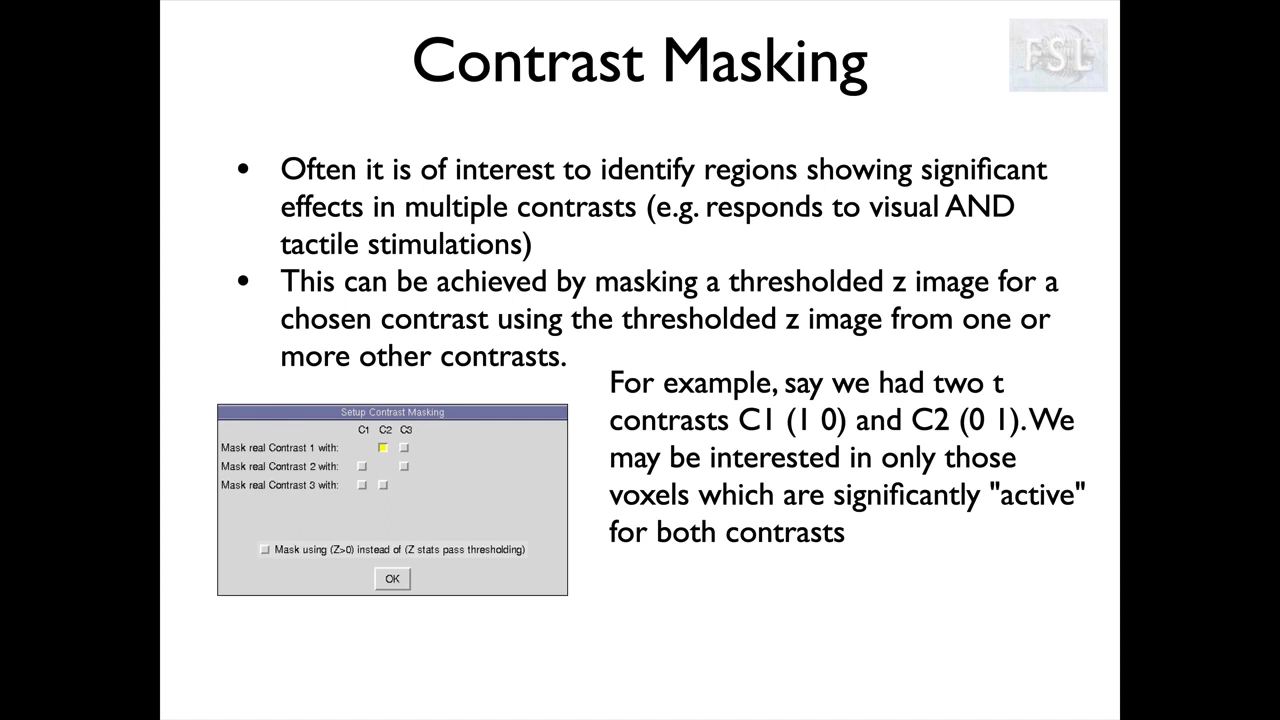 Contrast Masking
FSL
• Often it is of interest to identify regions showing significant
effects in multiple contrasts (e.g. responds to visual AND
tactile stimulations)
• This can be achieved by masking a thresholded z image for a
chosen contrast using the thresholded z image from one or
more other contrasts.
For example, say we had two t
contrasts C1 (1 0) and C2 (0 1). We
may be interested in only those
voxels which are significantly "active"
for both contrasts
Setup Contrast Masking
C1 C2 C3
Mask real Contrast 1 with:
Mask real Contrast 2 with:
Mask real Contrast 3 with:
Mask using (Z>0) instead of (Z stats pass thresholding)
OK